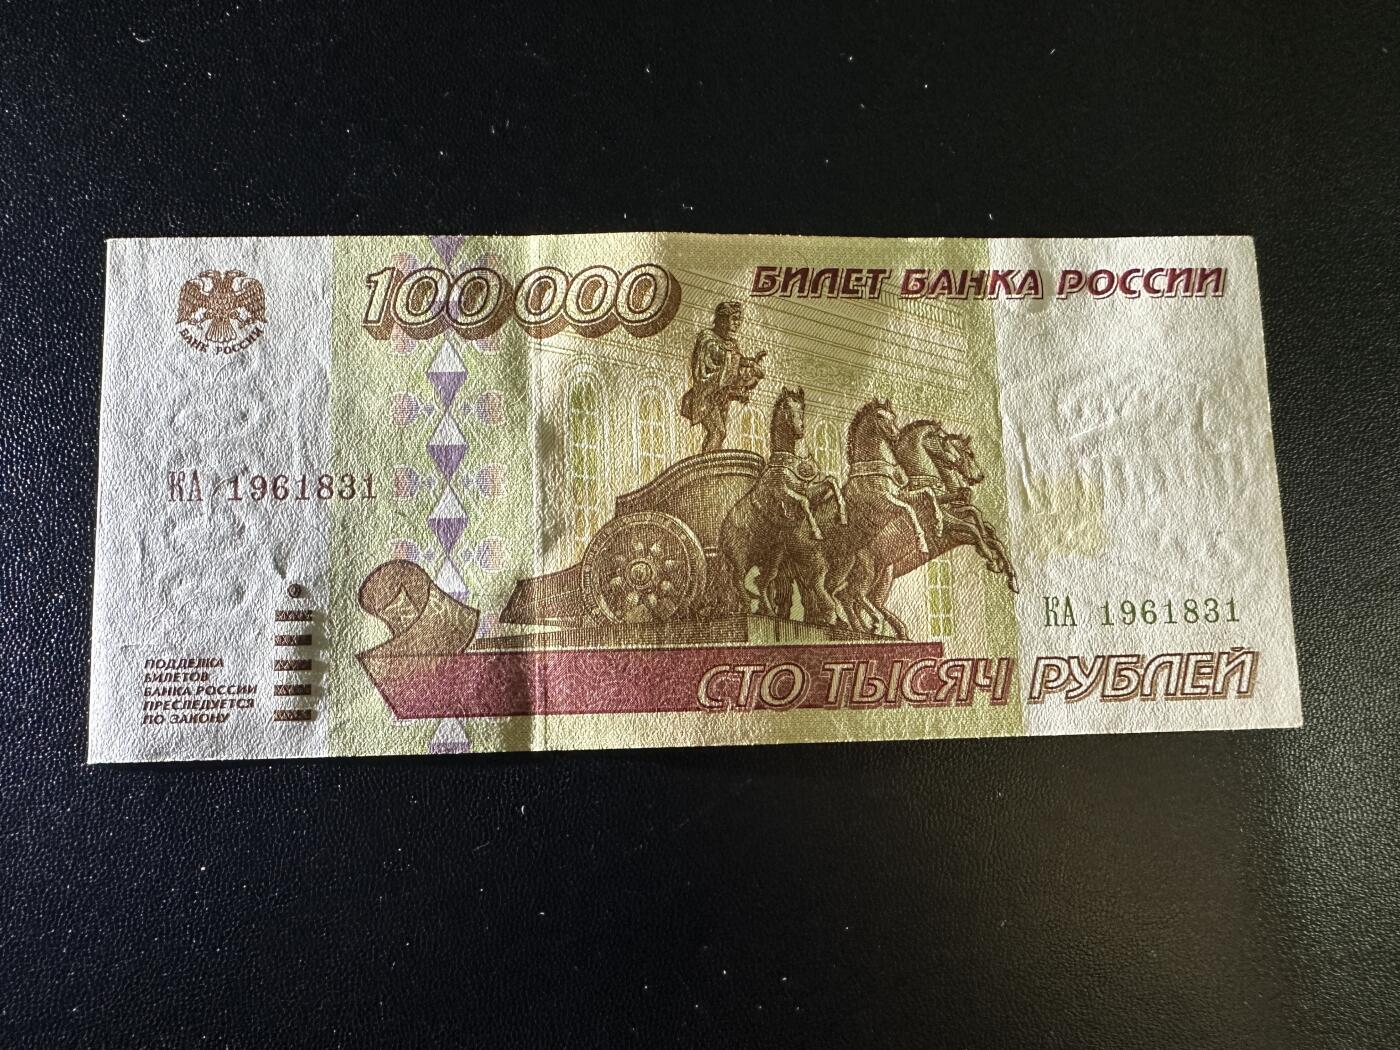 100 000
БИЛЕТ БАНКА РОССИИ
БАНК РОССИИ
КА 1961831
КА 1961831
ПОДДЕЛКА
БИЛЕТОВ
БАНКА РОССИИ
ПРЕСЛЕДУЕТСЯ
ПО ЗАКОНУ
СТО ТЫСЯЧ РУБЛЕЙ